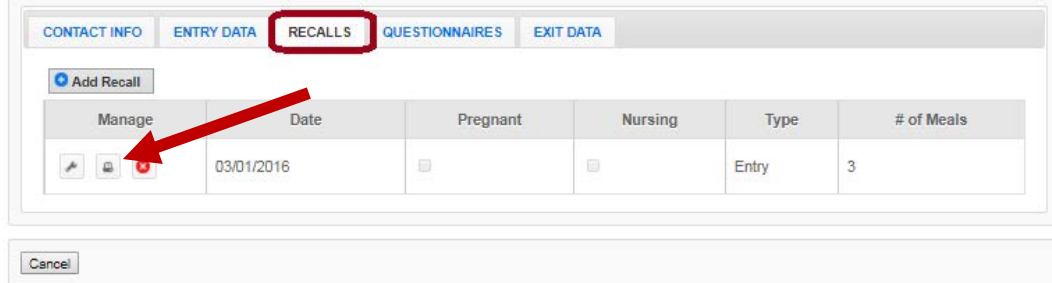 CONTACT INFO ENTRY DATA RECALLS QUESTIONNAIRES EXIT DATA
Add Recall
Manage Date Pregnant Nursing Type # of Meals
03/01/2016 Entry 3
Cancel